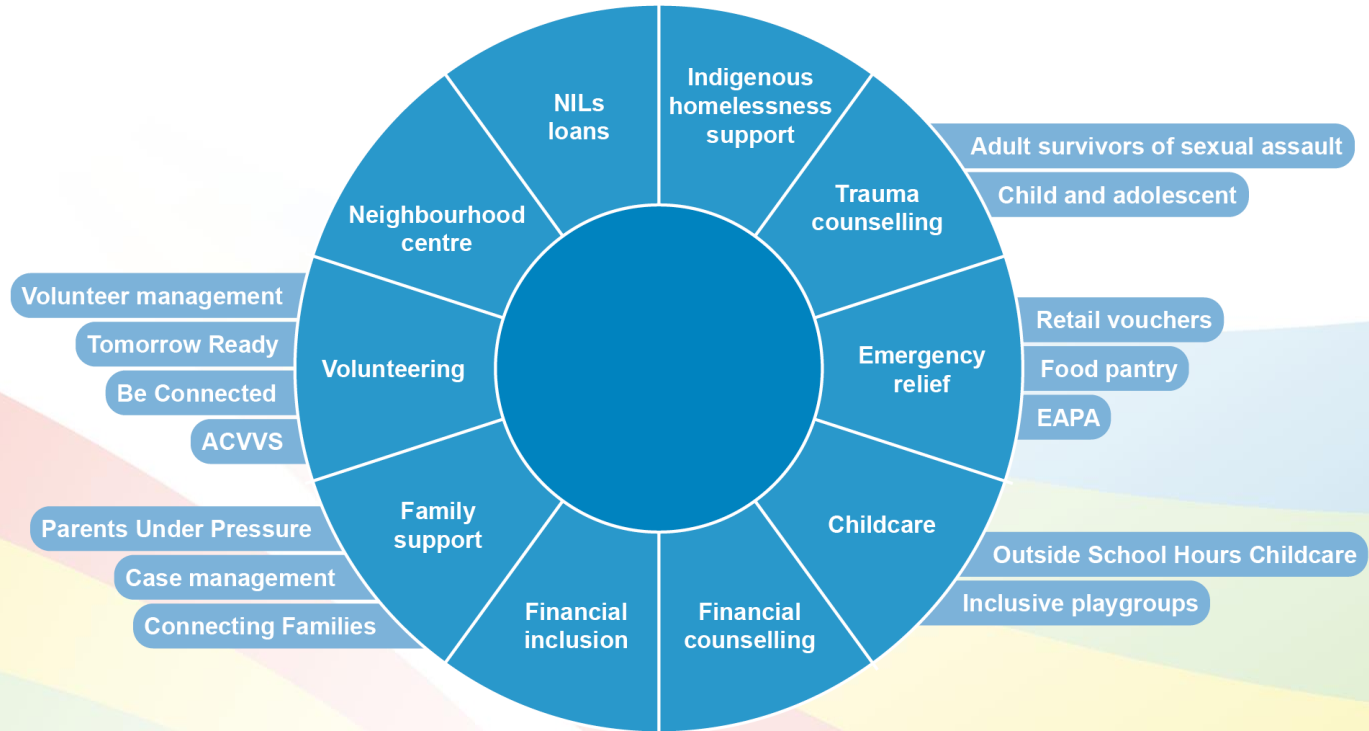 NILs
loans
Indigenous
homelessness
support
Trauma
counselling
Adult survivors of sexual assault
Child and adolescent
Emergency
relief
Retail vouchers
Food pantry
EAPA
Childcare
Outside School Hours Childcare
Inclusive playgroups
Financial
counselling
Financial
inclusion
Family
support
Parents Under Pressure
Case management
Connecting Families
Volunteering
Volunteer management
Tomorrow Ready
Be Connected
ACVVS
Neighbourhood
centre